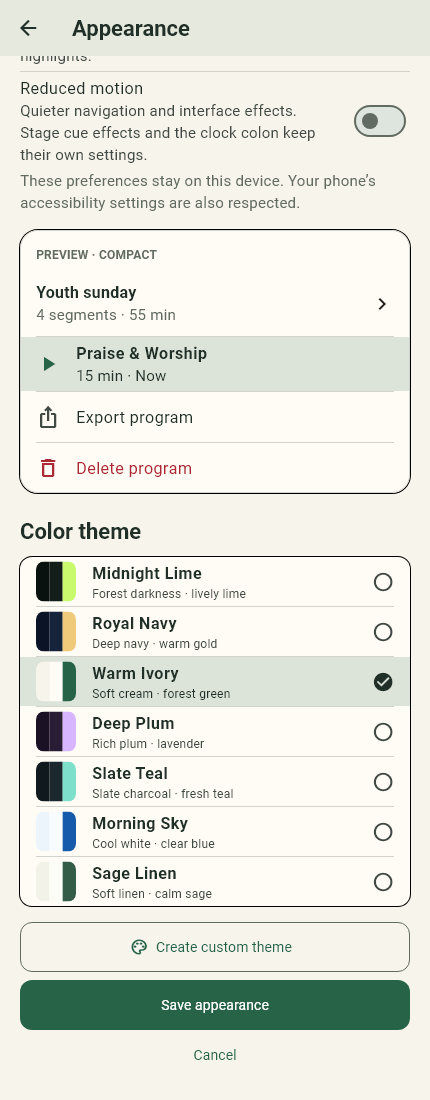 Appearance
highlights.
Reduced motion
Quieter navigation and interface effects.
Stage cue effects and the clock colon keep
their own settings.
These preferences stay on this device. Your phone’s
accessibility settings are also respected.
PREVIEW · COMPACT
Youth sunday
4 segments · 55 min
Praise & Worship
15 min · Now
Export program
Delete program
Color theme
Midnight Lime
Forest darkness · lively lime
Royal Navy
Deep navy · warm gold
Warm Ivory
Soft cream · forest green
Deep Plum
Rich plum · lavender
Slate Teal
Slate charcoal · fresh teal
Morning Sky
Cool white · clear blue
Sage Linen
Soft linen · calm sage
Create custom theme
Save appearance
Cancel